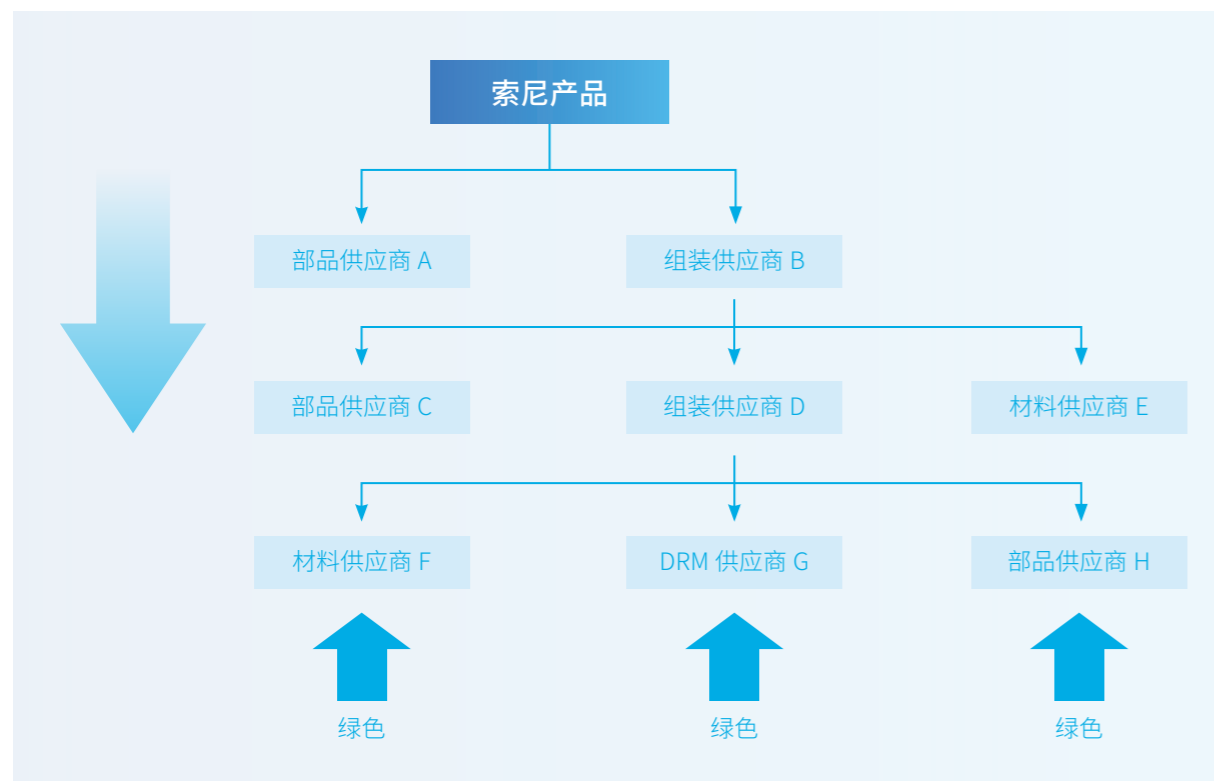 索尼产品
部品供应商 A
组装供应商 B
部品供应商 C
组装供应商 D
材料供应商 E
材料供应商 F
DRM 供应商 G
部品供应商 H
绿色
绿色
绿色